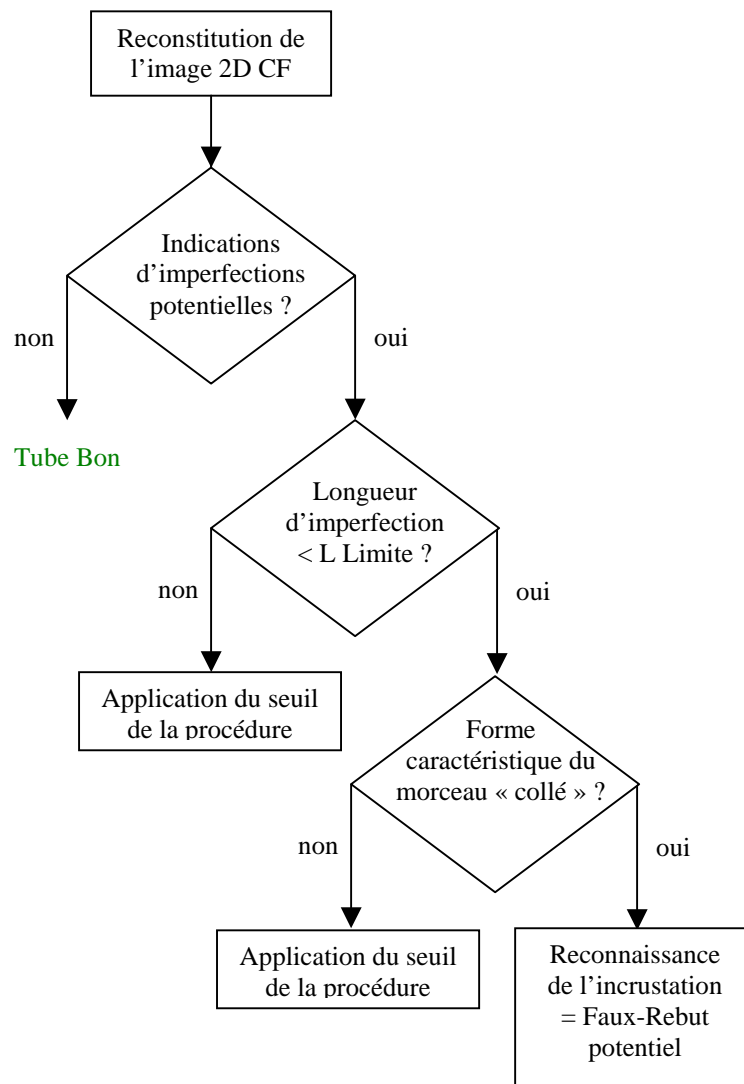 Reconstitution de
l’image 2D CF
Indications
d’imperfections
potentielles ?
non
oui
Tube Bon
Longueur
d’imperfection
< L Limite ?
non
oui
Application du seuil
de la procédure
Forme
caractéristique du
morceau « collé » ?
non
oui
Application du seuil
de la procédure
Reconnaissance
de l’incrustation
= Faux-Rebut
potentiel